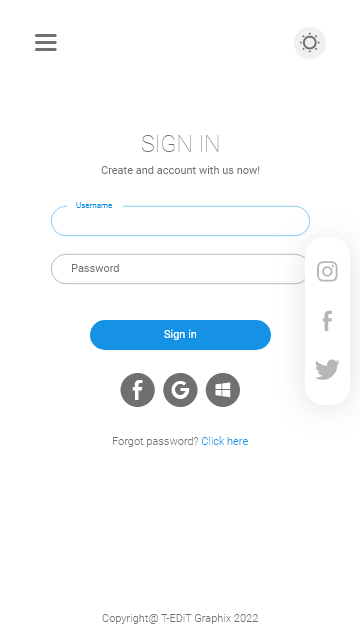 SIGN IN
Create and account with us now!
Username
Password
Sign in
Forgot password? Click here
Copyright@ T-EDIT Graphix 2022